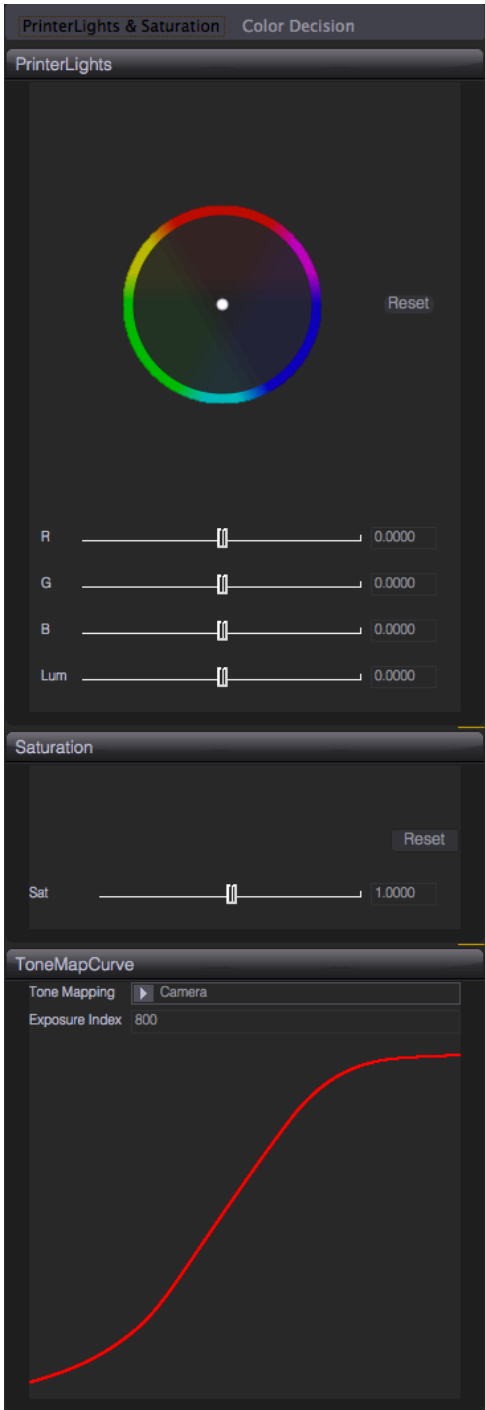 PrinterLights & Saturation Color Decision
PrinterLights
Reset
R 0.0000
G 0.0000
B 0.0000
Lum 0.0000
Saturation
Reset
Sat 1.0000
ToneMapCurve
Tone Mapping Camera
Exposure Index 800